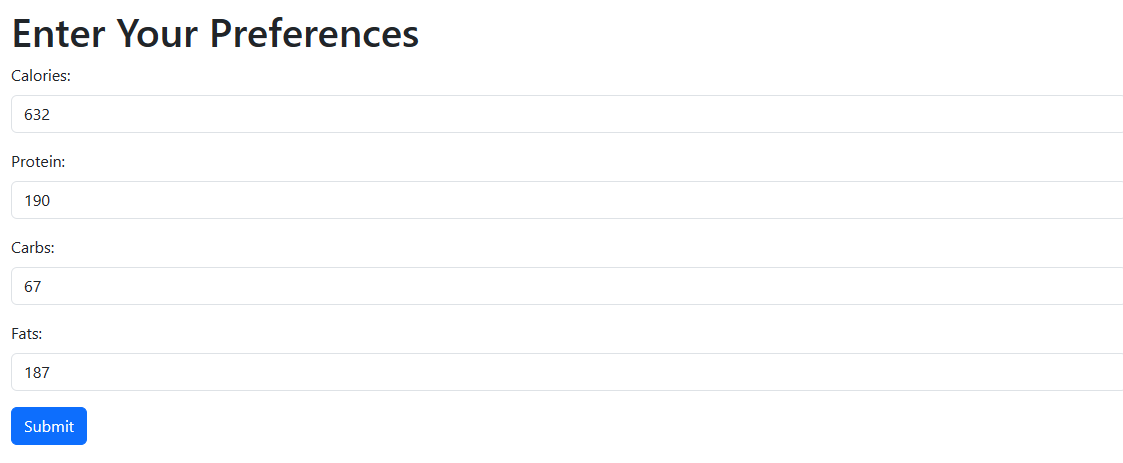 Enter Your Preferences
Calories:
632
Protein:
190
Carbs:
67
Fats:
187
Submit